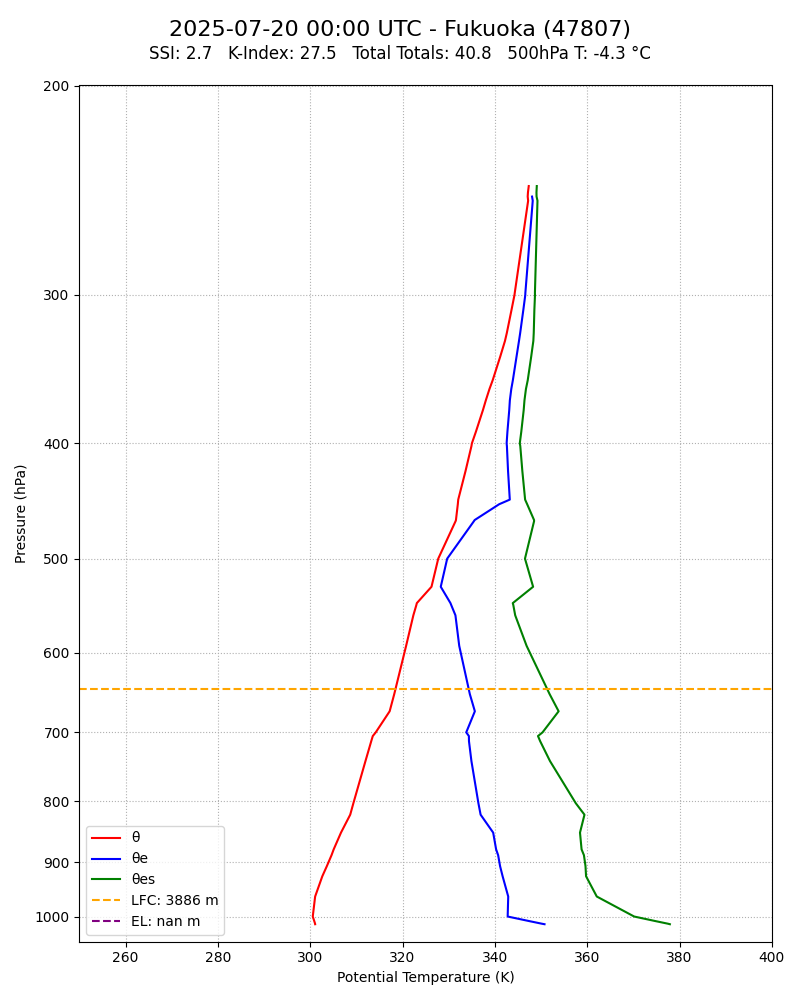 2025-07-20 00:00 UTC - Fukuoka (47807)
SSI: 2.7   K-Index: 27.5   Total Totals: 40.8   500hPa T: -4.3 °C
200
300
400
500
600
700
800
900
1000
Pressure (hPa)
θ
θe
θes
LFC: 3886 m
EL: nan m
260 280 300 320 340 360 380 400
Potential Temperature (K)